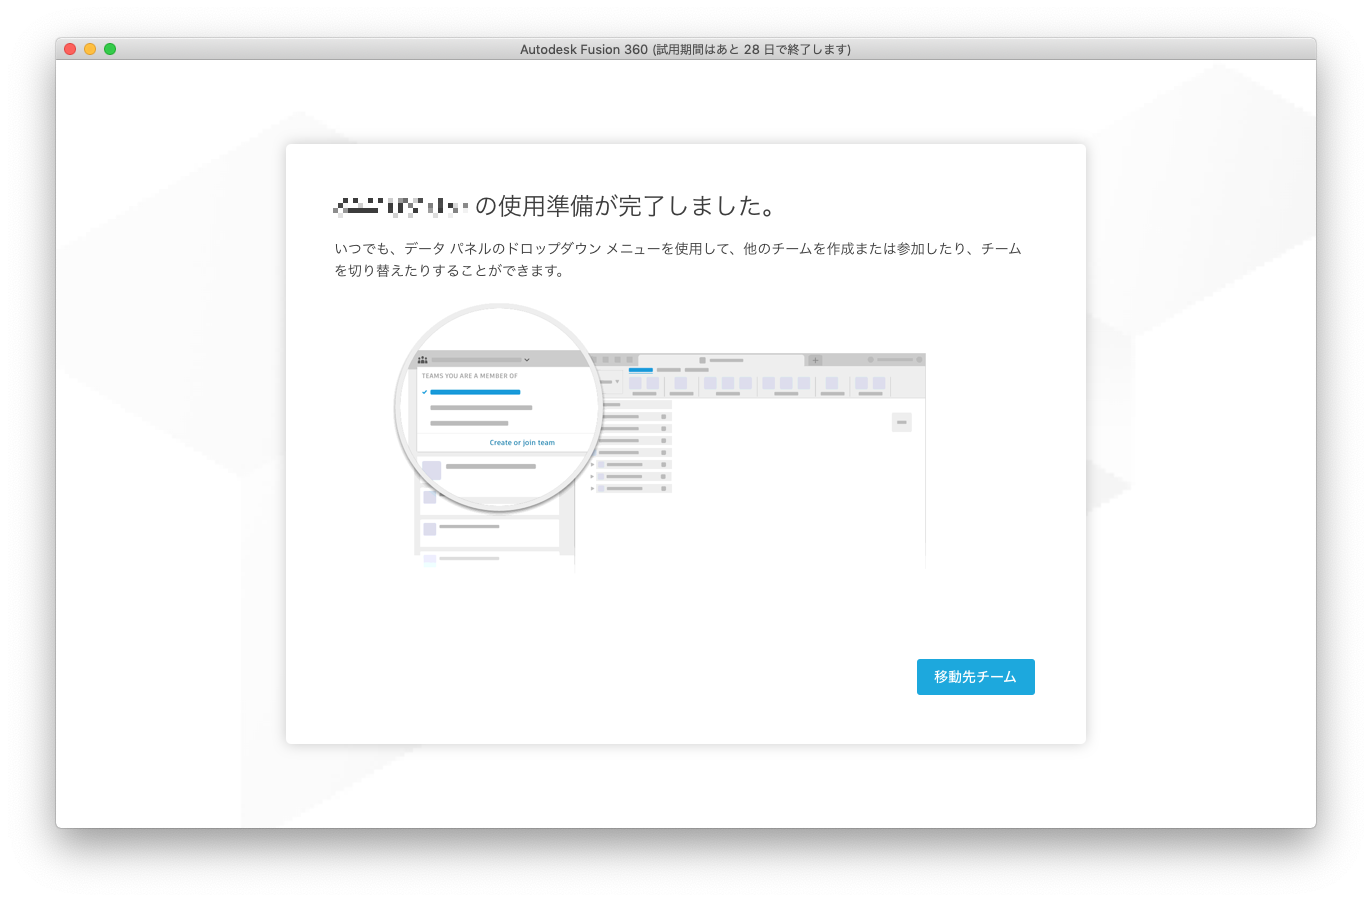 Autodesk Fusion 360 (試用期間はあと 28 日で終了します)
の使用準備が完了しました。
いつでも、データ パネルのドロップダウン メニューを使用して、他のチームを作成または参加したり、チーム
を切り替えたりすることができます。
TEAMS YOU ARE A MEMBER OF
Create or join team
移動先チーム